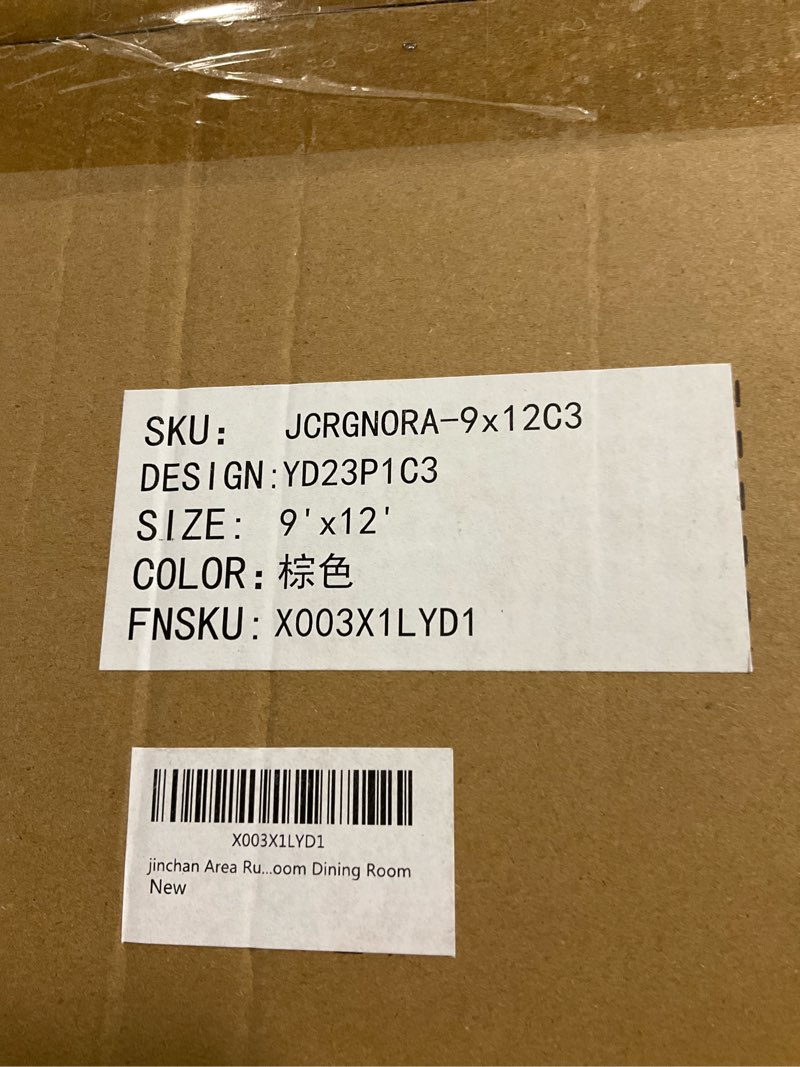 SKU: JCRGNORA-9x12C3
DESIGN:YD23P1C3
SIZE: 9'x12'
COLOR:棕色
FNSKU:X003X1LYD1
X003X1LYD1
jinchan Area Ru...oom Dining Room
New